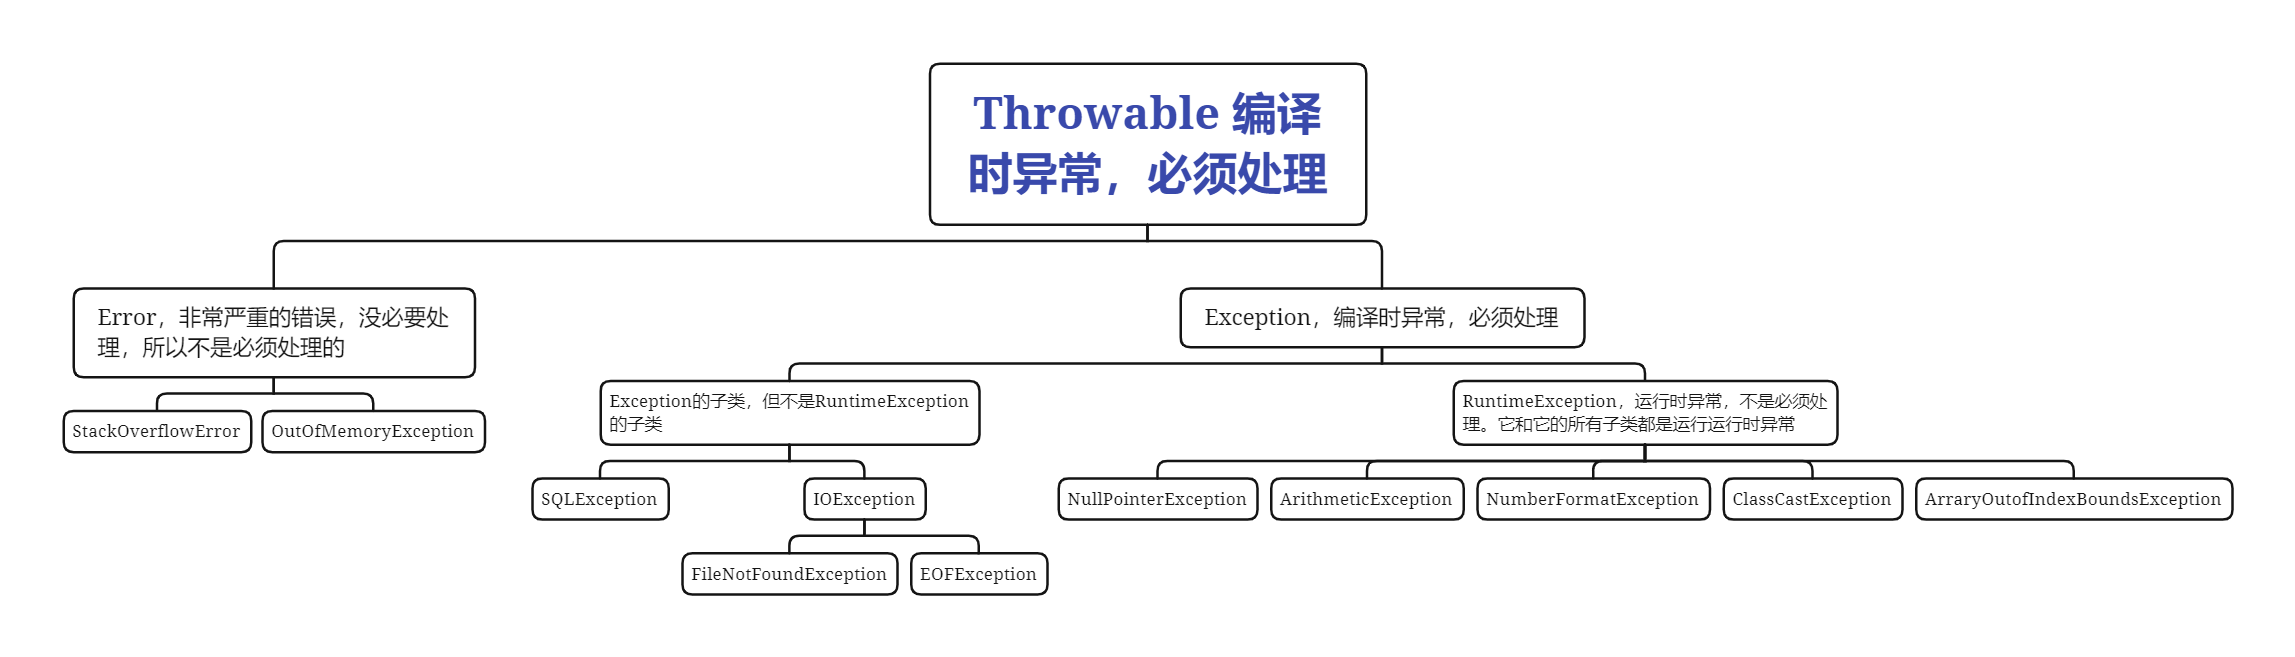 Throwable 编译
时异常，必须处理
Error，非常严重的错误，没必要处
理，所以不是必须处理的
Exception，编译时异常，必须处理
StackOverflowError
OutOfMemoryException
Exception的子类，但不是RuntimeException
的子类
RuntimeException，运行时异常，不是必须处
理。它和它的所有子类都是运行运行时异常
SQLException
IOException
NullPointerException
ArithmeticException
NumberFormatException
ClassCastException
ArraryOutofIndexBoundsException
FileNotFoundException
EOFException